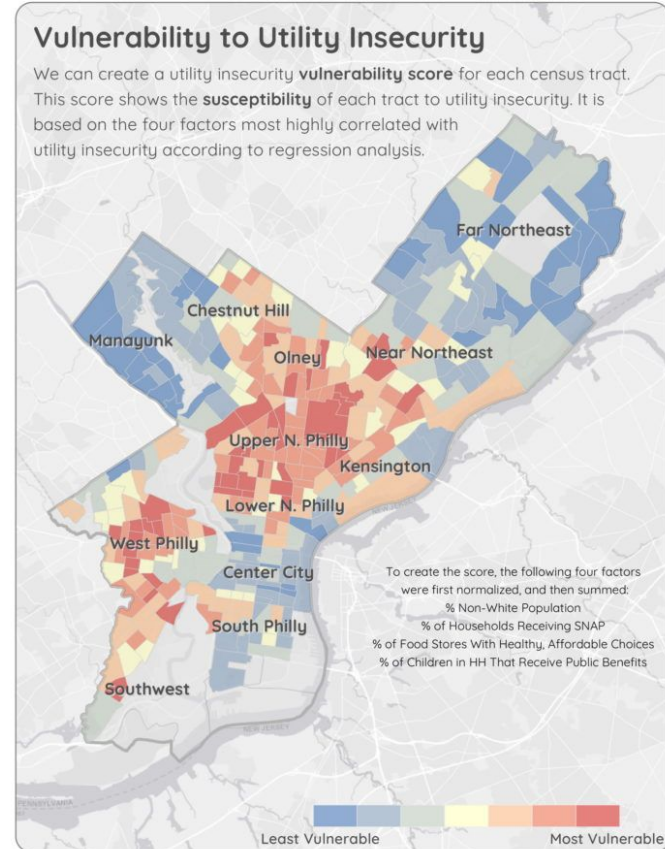 Vulnerability to Utility Insecurity
We can create a utility insecurity vulnerability score for each census tract.
This score shows the susceptibility of each tract to utility insecurity. It is
based on the four factors most highly correlated with
utility insecurity according to regression analysis.
Far Northeast
Chestnut Hill
Manayunk
Olney
Near Northeast
Upper N. Philly
Kensington
Lower N. Philly
NEW JERSEY
West Philly
Center City
South Philly
Southwest
To create the score, the following four factors
were first normalized, and then summed:
% Non-White Population
% of Households Receiving SNAP
% of Food Stores With Healthy, Affordable Choices
% of Children in HH That Receive Public Benefits
NEW JERSEY
PENNSYLVANIA
Least Vulnerable
Most Vulnerable